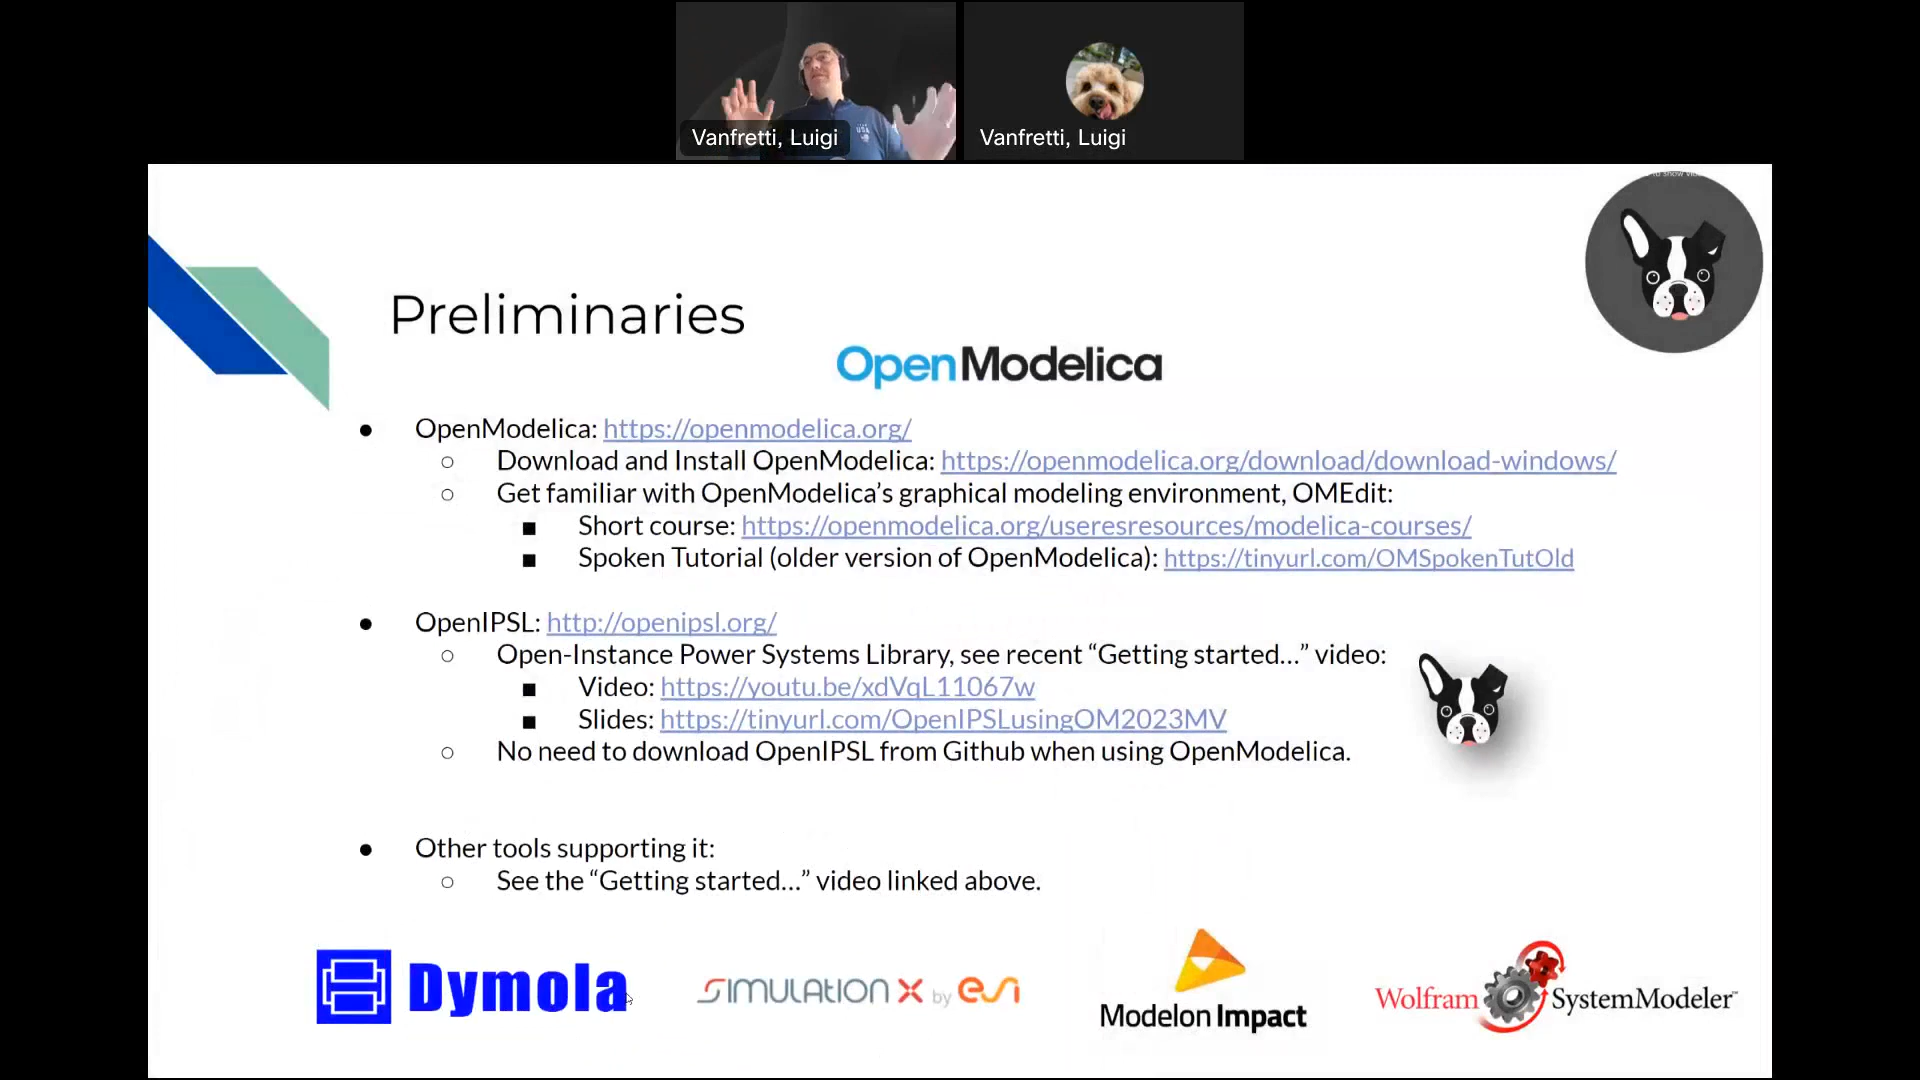 Vanfretti, Luigi
Vanfretti, Luigi
USA
Preliminaries
OpenModelica
● OpenModelica: https://openmodelica.org/
○ Download and Install OpenModelica: https://openmodelica.org/download/download-windows/
○ Get familiar with OpenModelica’s graphical modeling environment, OMEdit:
■ Short course: https://openmodelica.org/useresresources/modelica-courses/
■ Spoken Tutorial (older version of OpenModelica): https://tinyurl.com/OMSpokenTutOld
● OpenIPSL: http://openipsl.org/
○ Open-Instance Power Systems Library, see recent “Getting started...” video:
■ Video: https://youtu.be/xdVqL11067w
■ Slides: https://tinyurl.com/OpenIPSLusingOM2023MV
○ No need to download OpenIPSL from Github when using OpenModelica.
● Other tools supporting it:
○ See the “Getting started...” video linked above.
Dymola
SIMULATION X by esi
Modelon Impact
Wolfram SystemModeler™